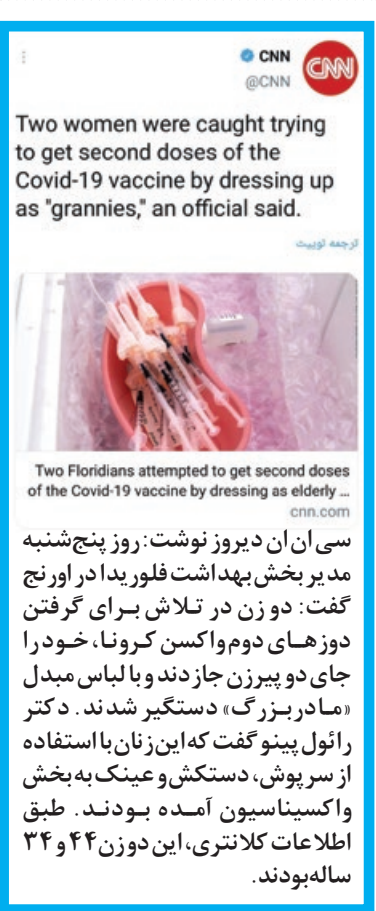 CNN
@CNN
CNN
Two women were caught trying
to get second doses of the
Covid-19 vaccine by dressing up
as "grannies," an official said.
ترجمه توییت
Two Floridians attempted to get second doses
of the Covid-19 vaccine by dressing as elderly ...
cnn.com
سی‌ان‌ان دیروز نوشت: روز پنج‌شنبه
مدیر بخش بهداشت فلوریدا در اورنج
گفت: دو زن در تلاش برای گرفتن
دوزهای دوم واکسن کرونا، خود را
جای دو پیرزن جا زدند و با لباس مبدل
«مادربزرگ» دستگیر شدند. دکتر
رائول پینو گفت که این زنان با استفاده
از سرپوش، دستکش و عینک به بخش
واکسیناسیون آمده بودند. طبق
اطلاعات کلانتری، این دو زن ۴۴ و ۳۴
ساله بودند.